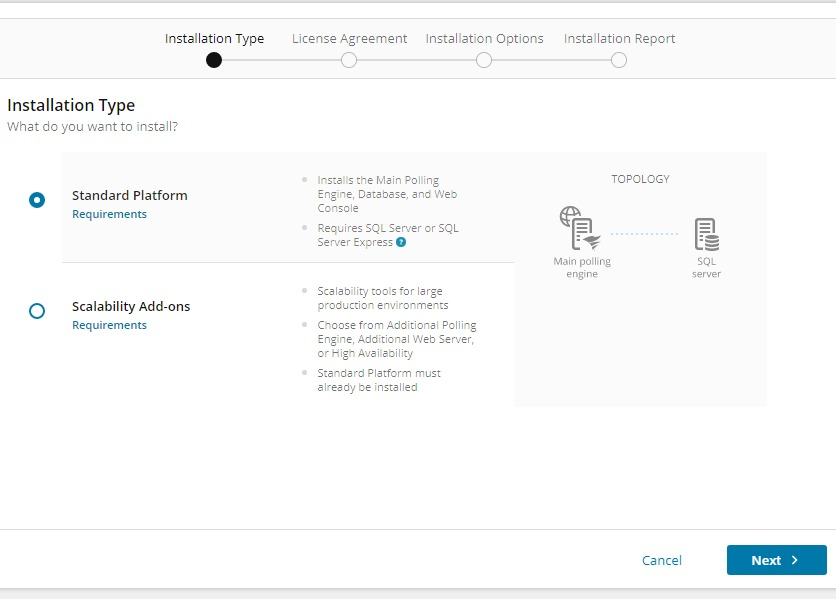 Installation Type
License Agreement
Installation Options
Installation Report
Installation Type
What do you want to install?
Standard Platform
Requirements
Installs the Main Polling
Engine, Database, and Web
Console
Requires SQL Server or SQL
Server Express ?
Scalability Add-ons
Requirements
Scalability tools for large
production environments
Choose from Additional Polling
Engine, Additional Web Server,
or High Availability
Standard Platform must
already be installed
TOPOLOGY
Main polling
engine
SQL
server
Cancel
Next